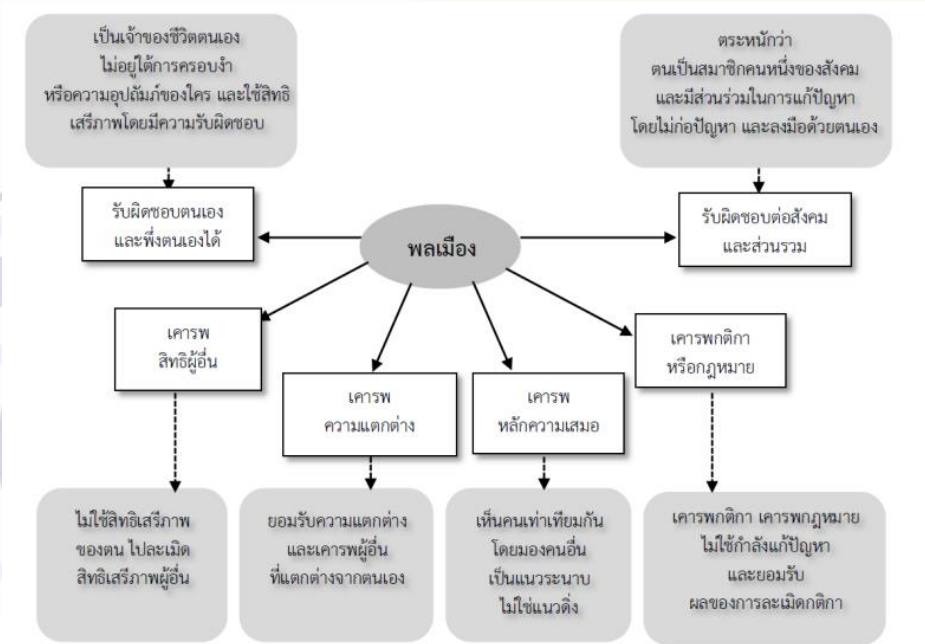 เป็นเจ้าของชีวิตตนเอง
ไม่อยู่ใต้การครอบงำ
หรือความอุปถัมภ์ของใคร และใช้สิทธิ
เสรีภาพโดยมีความรับผิดชอบ
ตระหนักว่า
ตนเป็นสมาชิกคนหนึ่งของสังคม
และมีส่วนร่วมในการแก้ปัญหา
โดยไม่ก่อปัญหา และลงมือด้วยตนเอง
รับผิดชอบตนเอง
และพึ่งตนเองได้
พลเมือง
รับผิดชอบต่อสังคม
และส่วนรวม
เคารพ
สิทธิผู้อื่น
เคารพ
ความแตกต่าง
เคารพ
หลักความเสมอ
เคารพกติกา
หรือกฎหมาย
ไม่ใช้สิทธิเสรีภาพ
ของตน ไปละเมิด
สิทธิเสรีภาพผู้อื่น
ยอมรับความแตกต่าง
และเคารพผู้อื่น
ที่แตกต่างจากตนเอง
เห็นคนเท่าเทียมกัน
โดยมองคนอื่น
เป็นแนวระนาบ
ไม่ใช่แนวดิ่ง
เคารพกติกา เคารพกฎหมาย
ไม่ใช้กำลังแก้ปัญหา
และยอมรับ
ผลของการละเมิดกติกา